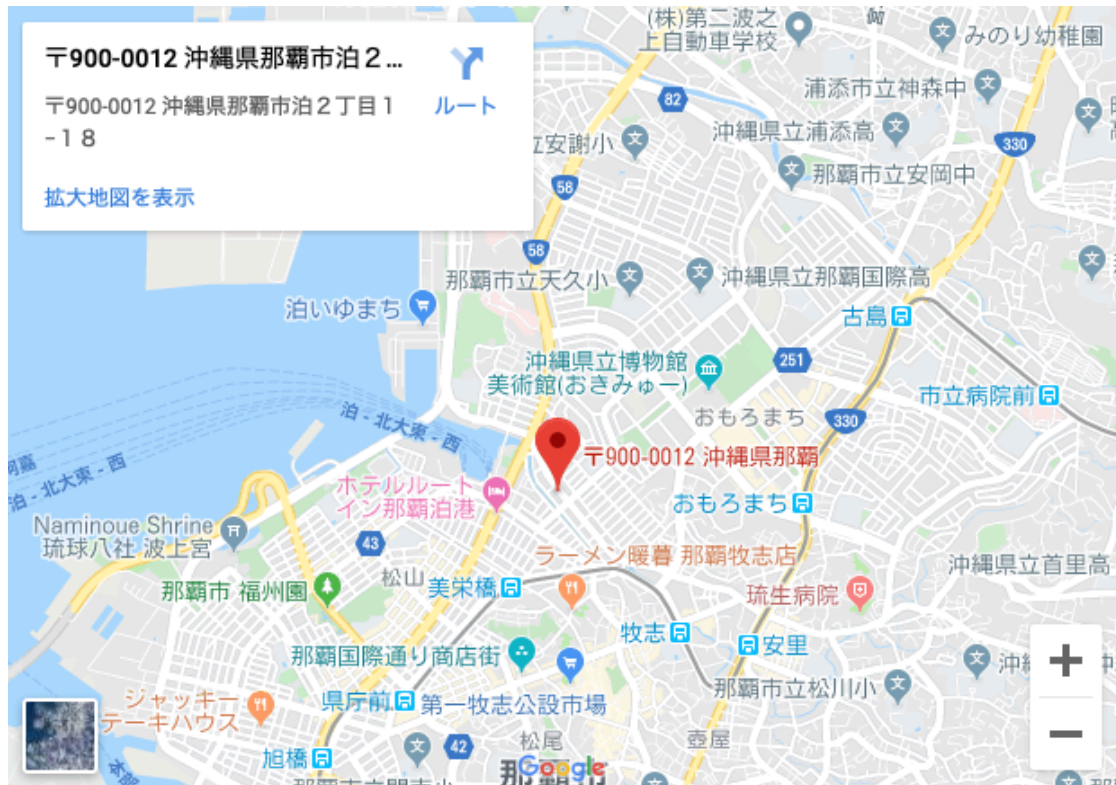 〒900-0012 沖縄県那覇市泊２...
〒900-0012 沖縄県那覇市泊２丁目１
−１８
ルート
拡大地図を表示
(株)第二波之
上自動車学校
みのり幼稚園
82
浦添市立神森中
沖縄県立浦添高
330
立安謝小
那覇市立安岡中
58
58
那覇市立天久小
沖縄県立那覇国際高
泊いゆまち
古島
沖縄県立博物館
美術館(おきみゅー)
251
市立病院前
おもろまち
330
泊 - 北大東 - 西
〒900-0012 沖縄県那覇
泊 - 北大東 - 西
ホテルルート
イン那覇泊港
おもろまち
Naminoue Shrine
琉球八社 波上宮
43
ラーメン暖暮 那覇牧志店
沖縄県立首里高
松山
美栄橋
那覇市 福州園
琉生病院
牧志
安里
那覇国際通り商店街
那覇市立松川小
ジャッキー
テーキハウス
県庁前
第一牧志公設市場
42
松尾
壺屋
旭橋
Google